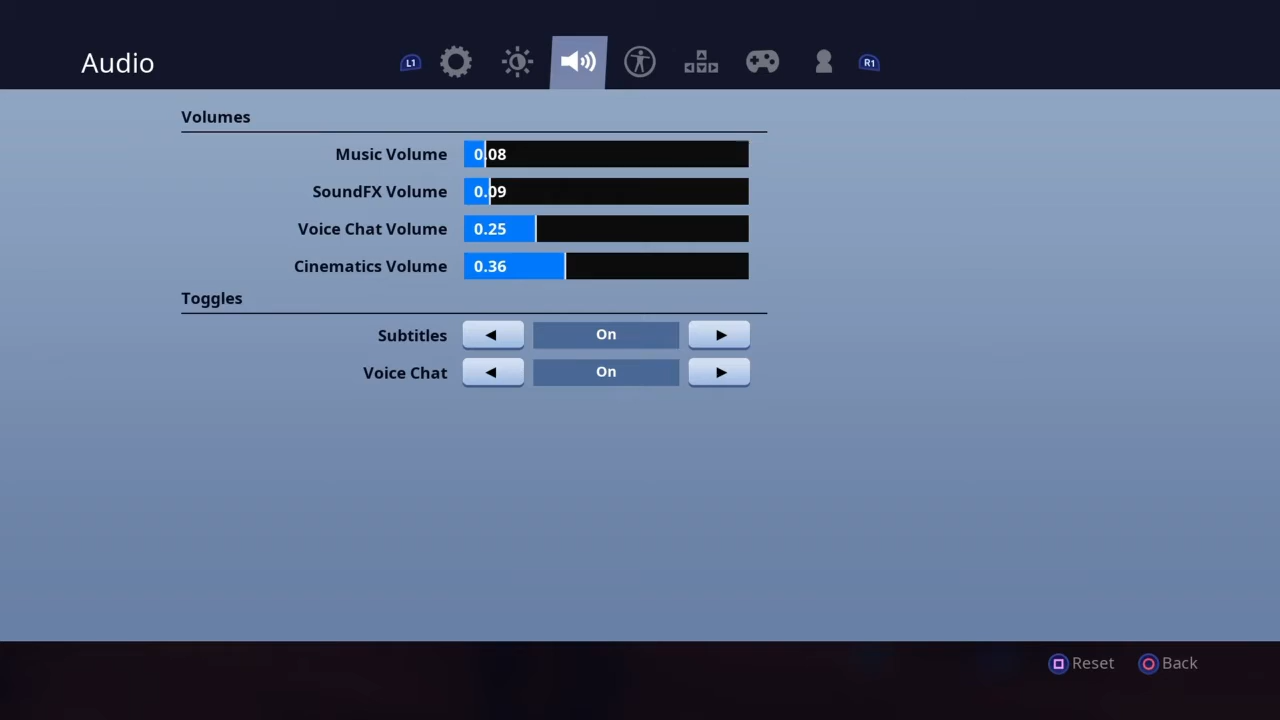 Audio
L1
R1
Volumes
Music Volume 0.08
SoundFX Volume 0.09
Voice Chat Volume 0.25
Cinematics Volume 0.36
Toggles
Subtitles On
Voice Chat On
Reset Back